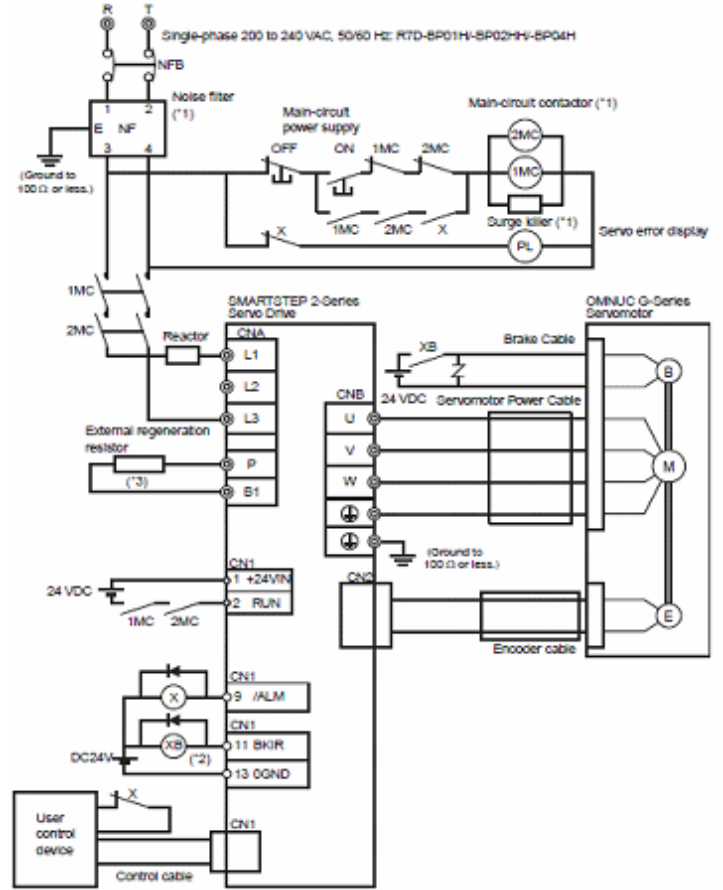 R T
Single-phase 200 to 240 VAC, 50/60 Hz: R7D-BP01H/-BP02HH/-BP04H
NFB
Noise filter
(*1)
1 2
E NF
3 4
(Ground to
100 Ω or less.)
Main-circuit
power supply
OFF ON 1MC 2MC
1MC 2MC X
X
Main-circuit contactor (*1)
2MC
1MC
Surge killer (*1)
PL
Servo error display
1MC
2MC
Reactor
SMARTSTEP 2-Series
Servo Drive
CNA
L1
L2
L3
External regeneration
resistor
(*3)
P
B1
CNB
U
V
W
(Ground to
100 Ω or less.)
OMNUC G-Series
Servomotor
XB
Brake Cable
24 VDC
Servomotor Power Cable
B
M
E
CN2
Encoder cable
CN1
24 VDC
1 +24VIN
2 RUN
1MC 2MC
CN1
X
9 /ALM
CN1
XB
(*2)
11 BKIR
DC24V
13 0GND
User
control
device
X
CN1
Control cable